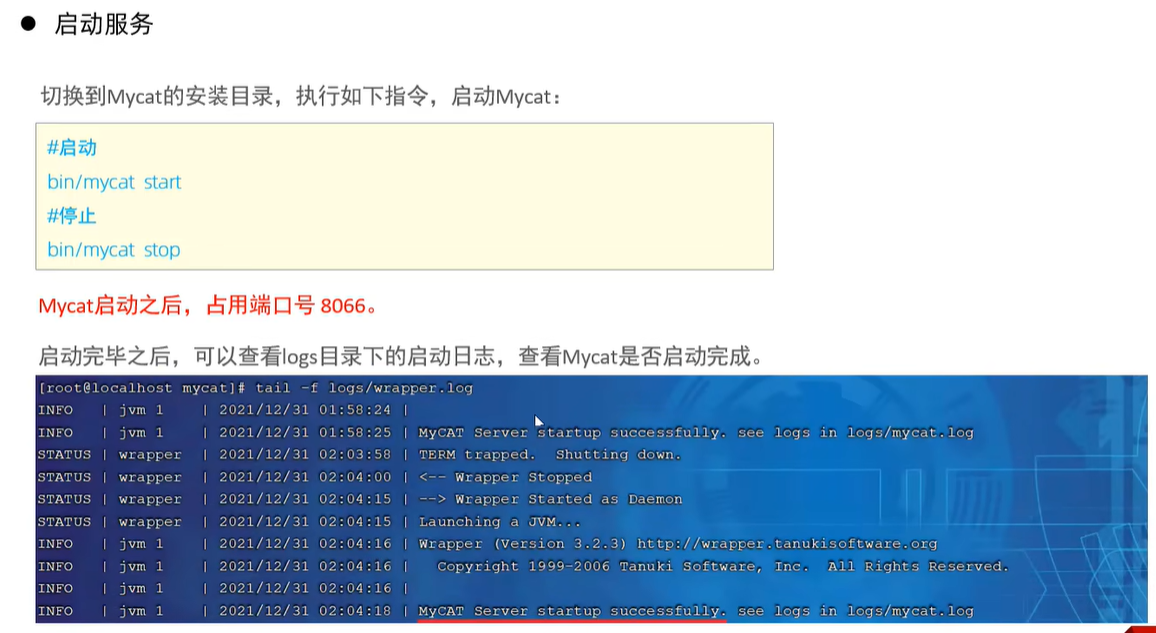 ● 启动服务
切换到Mycat的安装目录，执行如下指令，启动Mycat：
#启动
bin/mycat start
#停止
bin/mycat stop
Mycat启动之后，占用端口号 8066。
启动完毕之后，可以查看logs目录下的启动日志，查看Mycat是否启动完成。
[root@localhost mycat]# tail -f logs/wrapper.log
INFO   | jvm 1    | 2021/12/31 01:58:24 |
INFO   | jvm 1    | 2021/12/31 01:58:25 | MyCAT Server startup successfully. see logs in logs/mycat.log
STATUS | wrapper  | 2021/12/31 02:03:58 | TERM trapped.  Shutting down.
STATUS | wrapper  | 2021/12/31 02:04:00 | <-- Wrapper Stopped
STATUS | wrapper  | 2021/12/31 02:04:15 | --> Wrapper Started as Daemon
STATUS | wrapper  | 2021/12/31 02:04:15 | Launching a JVM...
INFO   | jvm 1    | 2021/12/31 02:04:16 | Wrapper (Version 3.2.3) http://wrapper.tanukisoftware.org
INFO   | jvm 1    | 2021/12/31 02:04:16 |   Copyright 1999-2006 Tanuki Software, Inc.  All Rights Reserved.
INFO   | jvm 1    | 2021/12/31 02:04:16 |
INFO   | jvm 1    | 2021/12/31 02:04:18 | MyCAT Server startup successfully. see logs in logs/mycat.log